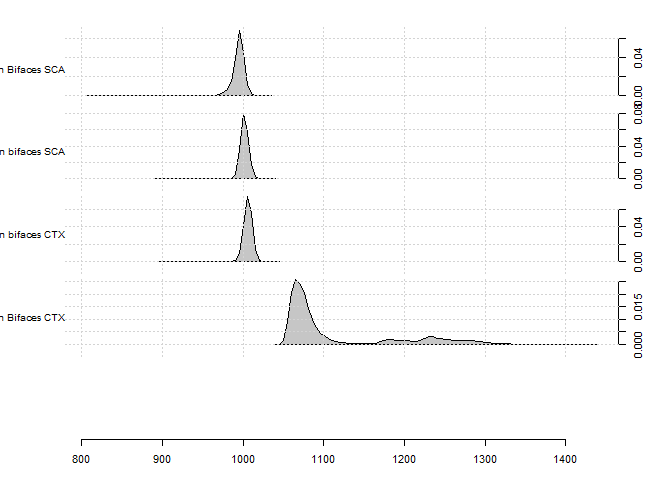 n Bifaces SCA
0.00 0.04
n bifaces SCA
0.00 0.04 0.08
n bifaces CTX
0.00 0.04
n Bifaces CTX
0.000 0.015
800 900 1000 1100 1200 1300 1400